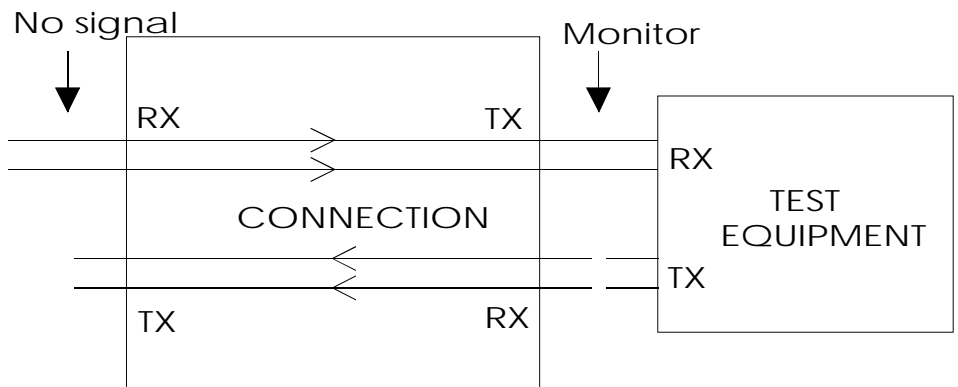 No signal
Monitor
RX
TX
RX
CONNECTION
TEST
EQUIPMENT
TX
TX
RX